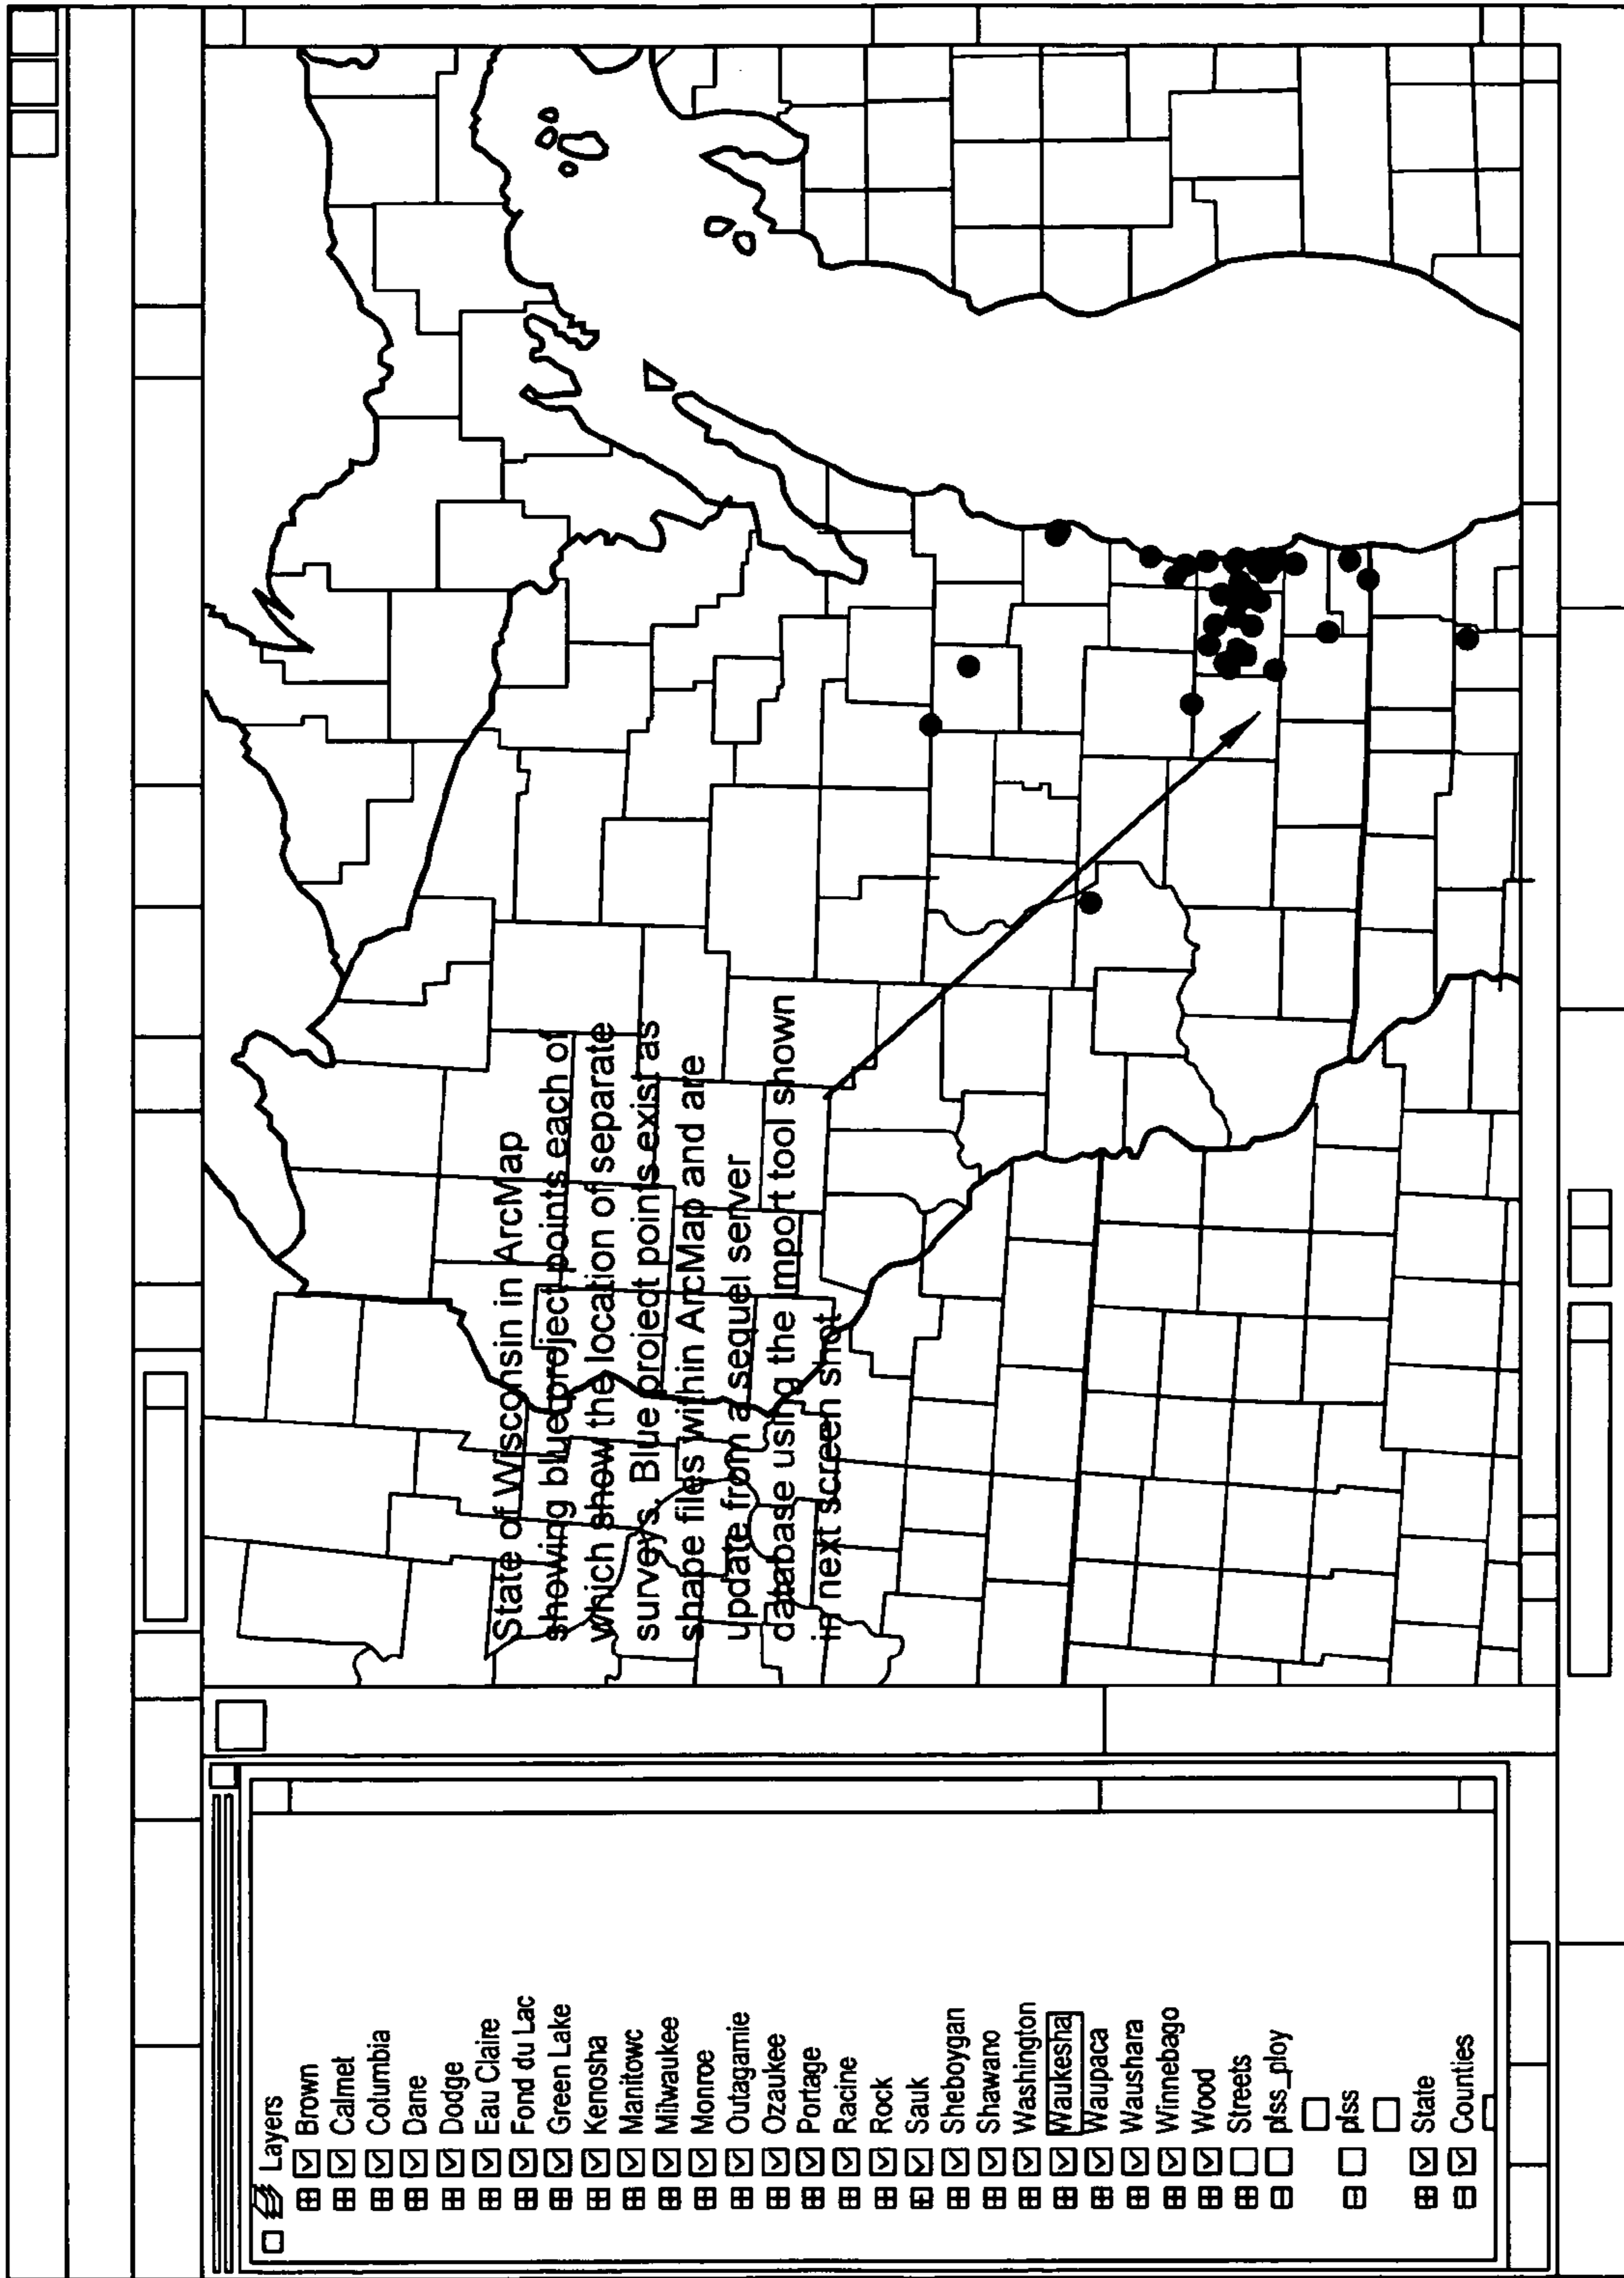 Layers
Brown
Calmet
Columbia
Dane
Dodge
Eau Claire
Fond du Lac
Green Lake
Kenosha
Manitowc
Milwaukee
Monroe
Outagamie
Ozaukee
Portage
Racine
Rock
Sauk
Sheboygan
Shawano
Washington
Waukesha
Waupaca
Waushara
Winnebago
Wood
Streets
plss_ploy
plss
State
Counties
State of Wisconsin in ArcMap
showing blue project points each of
which show the location of separate
surveys. Blue project points exist as
shape files within ArcMap and are
update from a sequel server
database using the import tool shown
in next screen shot